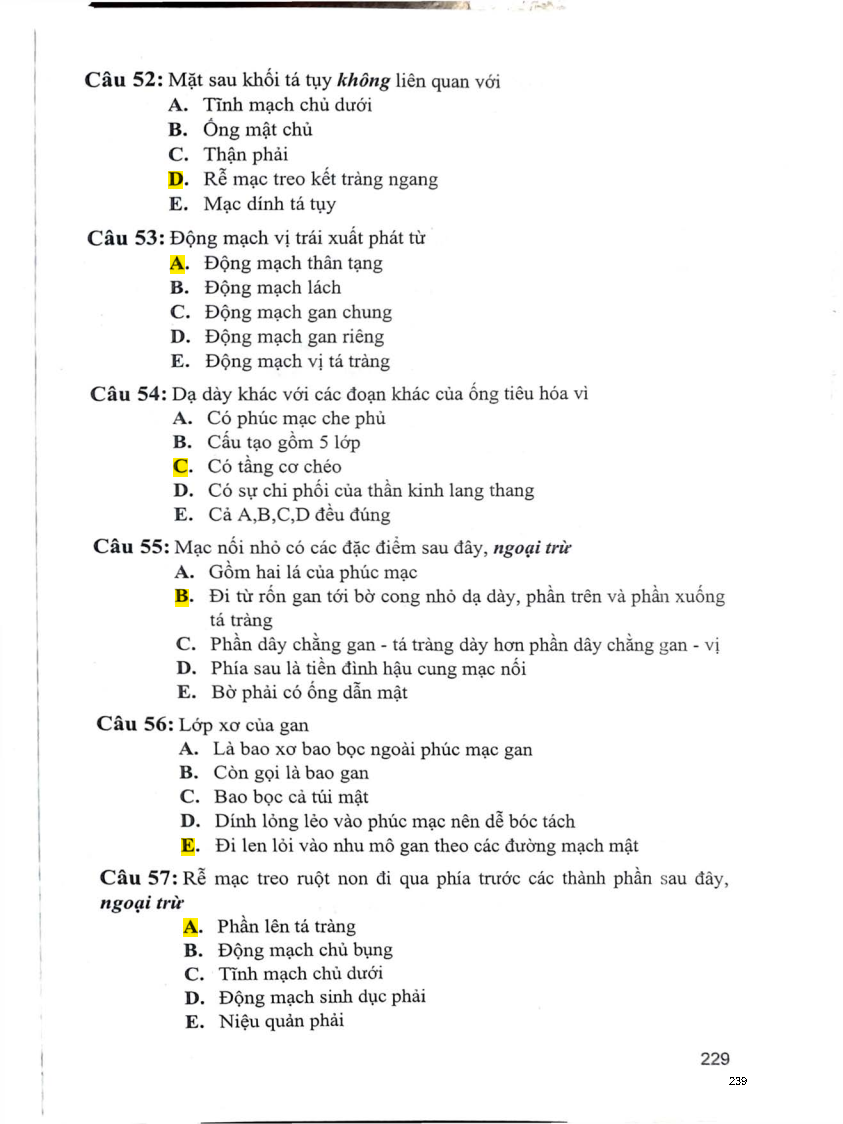 Câu 52: Mặt sau khối tá tụy không liên quan với
A. Tĩnh mạch chủ dưới
B. Ống mật chủ
C. Thận phải
D. Rễ mạc treo kết tràng ngang
E. Mạc dính tá tụy
Câu 53: Động mạch vị trái xuất phát từ
A. Động mạch thân tạng
B. Động mạch lách
C. Động mạch gan chung
D. Động mạch gan riêng
E. Động mạch vị tá tràng
Câu 54: Dạ dày khác với các đoạn khác của ống tiêu hóa vì
A. Có phúc mạc che phủ
B. Cấu tạo gồm 5 lớp
C. Có tầng cơ chéo
D. Có sự chi phối của thần kinh lang thang
E. Cả A,B,C,D đều đúng
Câu 55: Mạc nối nhỏ có các đặc điểm sau đây, ngoại trừ
A. Gồm hai lá của phúc mạc
B. Đi từ rốn gan tới bờ cong nhỏ dạ dày, phần trên và phần xuống
tá tràng
C. Phần dây chằng gan - tá tràng dày hơn phần dây chằng gan - vị
D. Phía sau là tiền đình hậu cung mạc nối
E. Bờ phải có ống dẫn mật
Câu 56: Lớp xơ của gan
A. Là bao xơ bao bọc ngoài phúc mạc gan
B. Còn gọi là bao gan
C. Bao bọc cả túi mật
D. Dính lỏng lẻo vào phúc mạc nên dễ bóc tách
E. Đi len lỏi vào nhu mô gan theo các đường mạch mật
Câu 57: Rễ mạc treo ruột non đi qua phía trước các thành phần sau đây,
ngoại trừ
A. Phần lên tá tràng
B. Động mạch chủ bụng
C. Tĩnh mạch chủ dưới
D. Động mạch sinh dục phải
E. Niệu quản phải
229
239